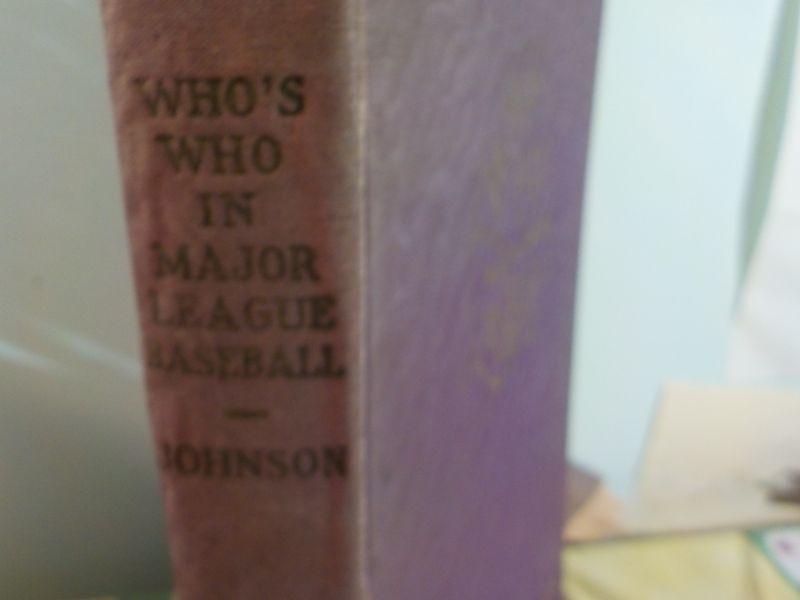 WHO'S
WHO
IN
MAJOR
LEAGUE
BASEBALL
—
JOHNSON